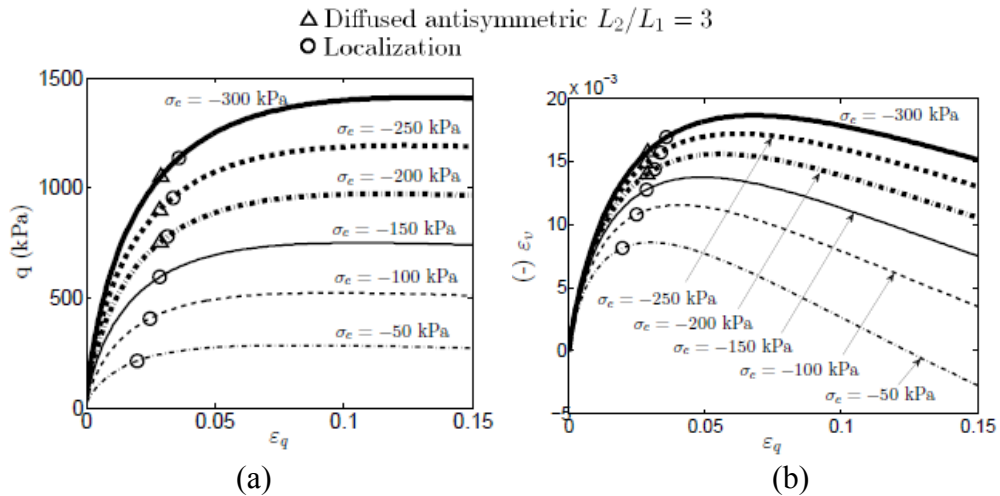 △ Diffused antisymmetric L₂/L₁ = 3
○ Localization
1500
1000
500
0
q (kPa)
σc = −300 kPa
σc = −250 kPa
σc = −200 kPa
σc = −150 kPa
σc = −100 kPa
σc = −50 kPa
0
0.05
0.1
0.15
εq
(a)
x 10⁻³
20
15
10
5
0
−5
(-) εv
σc = −300 kPa
σc = −250 kPa
σc = −200 kPa
σc = −150 kPa
σc = −100 kPa
σc = −50 kPa
0
0.05
0.1
0.15
εq
(b)